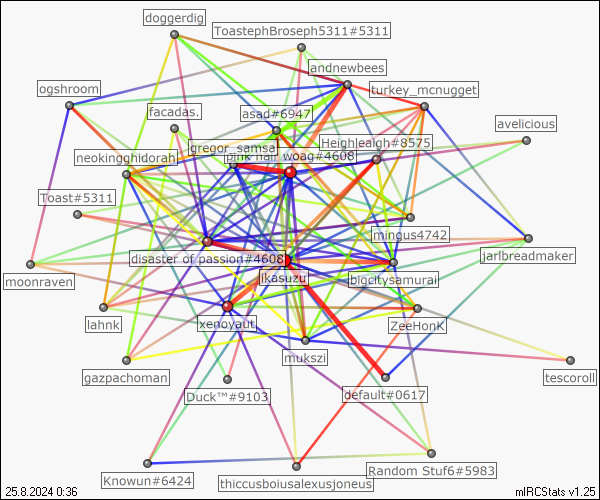 doggerdig
ToastephBroseph5311#5311
andnewbees
ogshroom
turkey_mcnugget
facadas.
asad#6947
avelicious
gregor_samsa
Heighleaigh#8575
neokingghidorah
pink hair woag#4608
Toast#5311
mingus4742
disaster of passion#4608
jarlbreadmaker
moonraven
ikasuzu
bigcitysamurai
lahnk
xenoyaut
ZeeHonK
mukszi
gazpachoman
tescoroll
Duck™#9103
default#0617
Knowun#6424
thiccusboiusalexusjoneus
Random Stuf6#5983
25.8.2024 0:36
mIRCStats v1.25